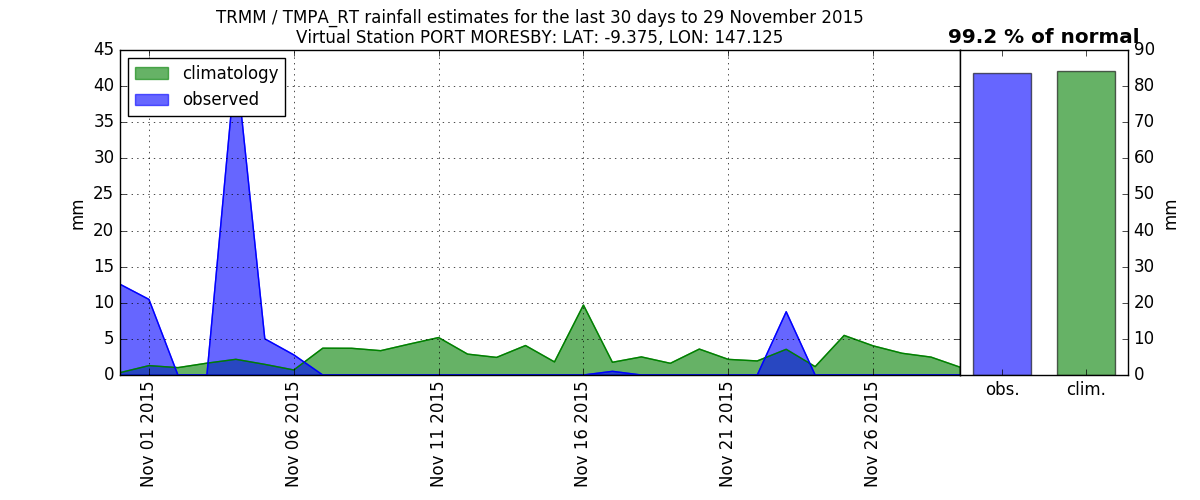 TRMM / TMPA_RT rainfall estimates for the last 30 days to 29 November 2015
Virtual Station PORT MORESBY: LAT: -9.375, LON: 147.125
99.2 % of normal
climatology
observed
45
40
35
30
25
20
15
10
5
0
mm
Nov 01 2015
Nov 06 2015
Nov 11 2015
Nov 16 2015
Nov 21 2015
Nov 26 2015
90
80
70
60
50
40
30
20
10
0
mm
obs.
clim.